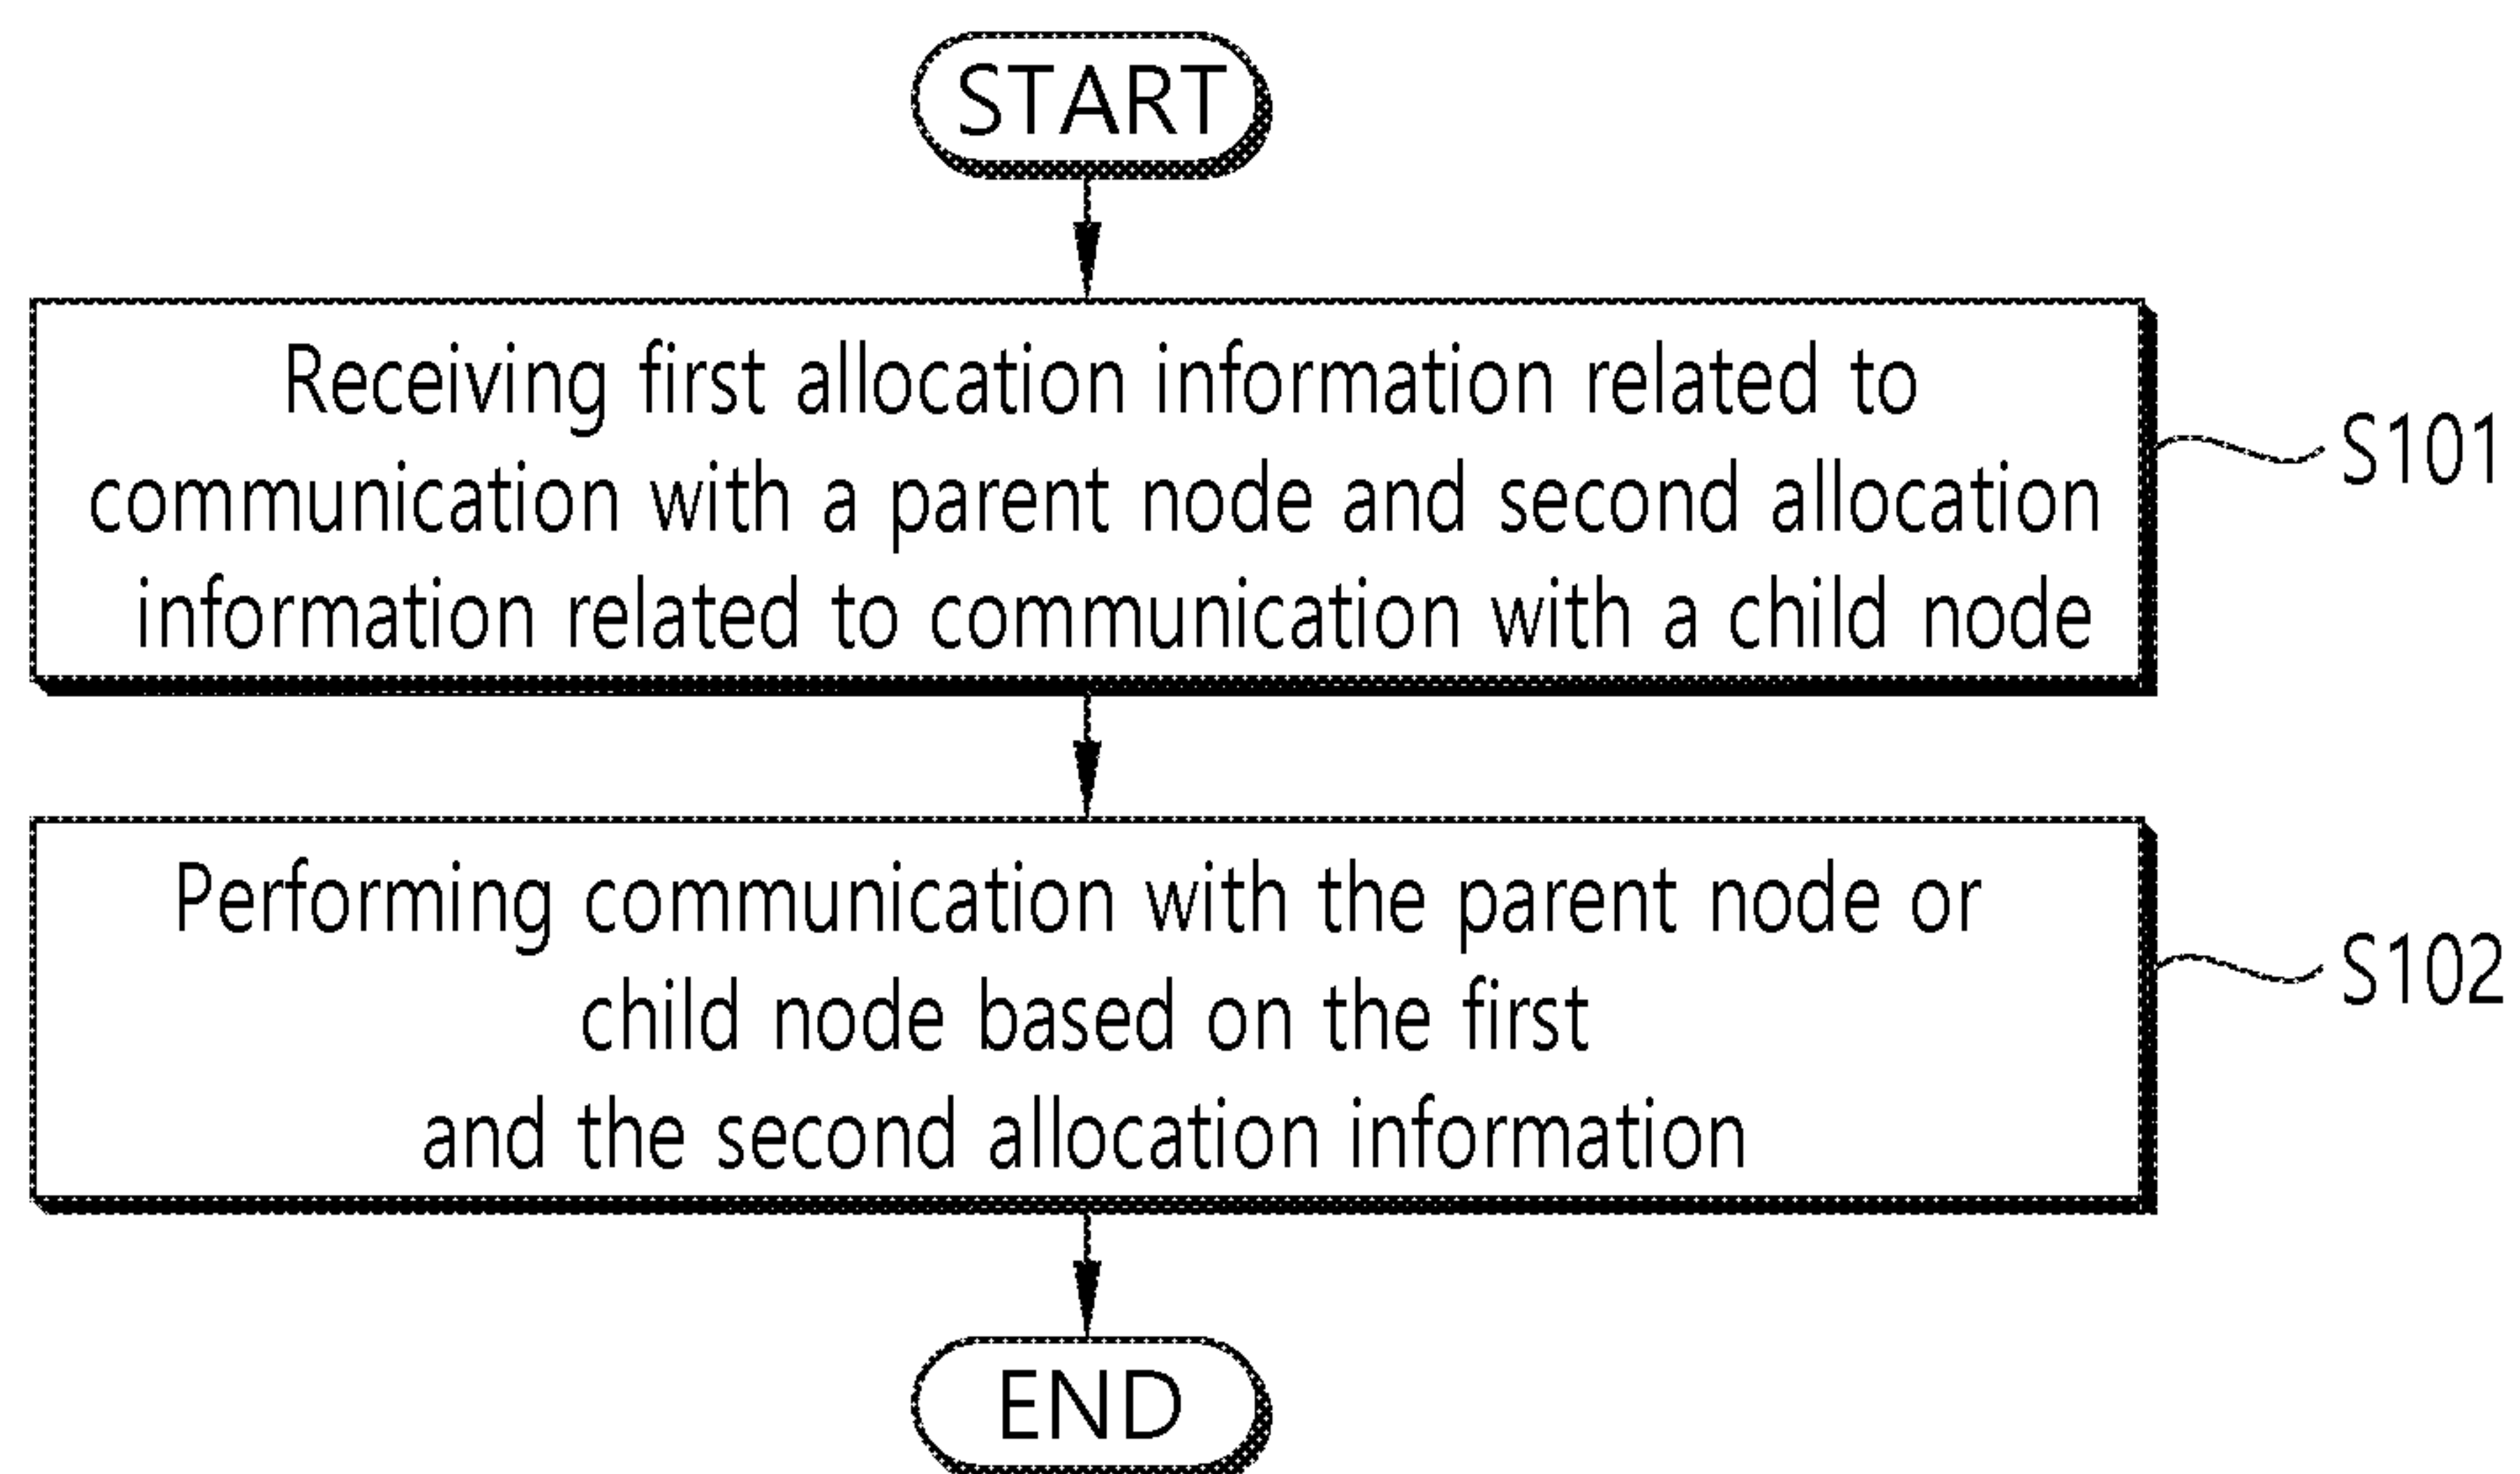 START
Receiving first allocation information related to
communication with a parent node and second allocation
information related to communication with a child node
S101
Performing communication with the parent node or
child node based on the first
and the second allocation information
S102
END